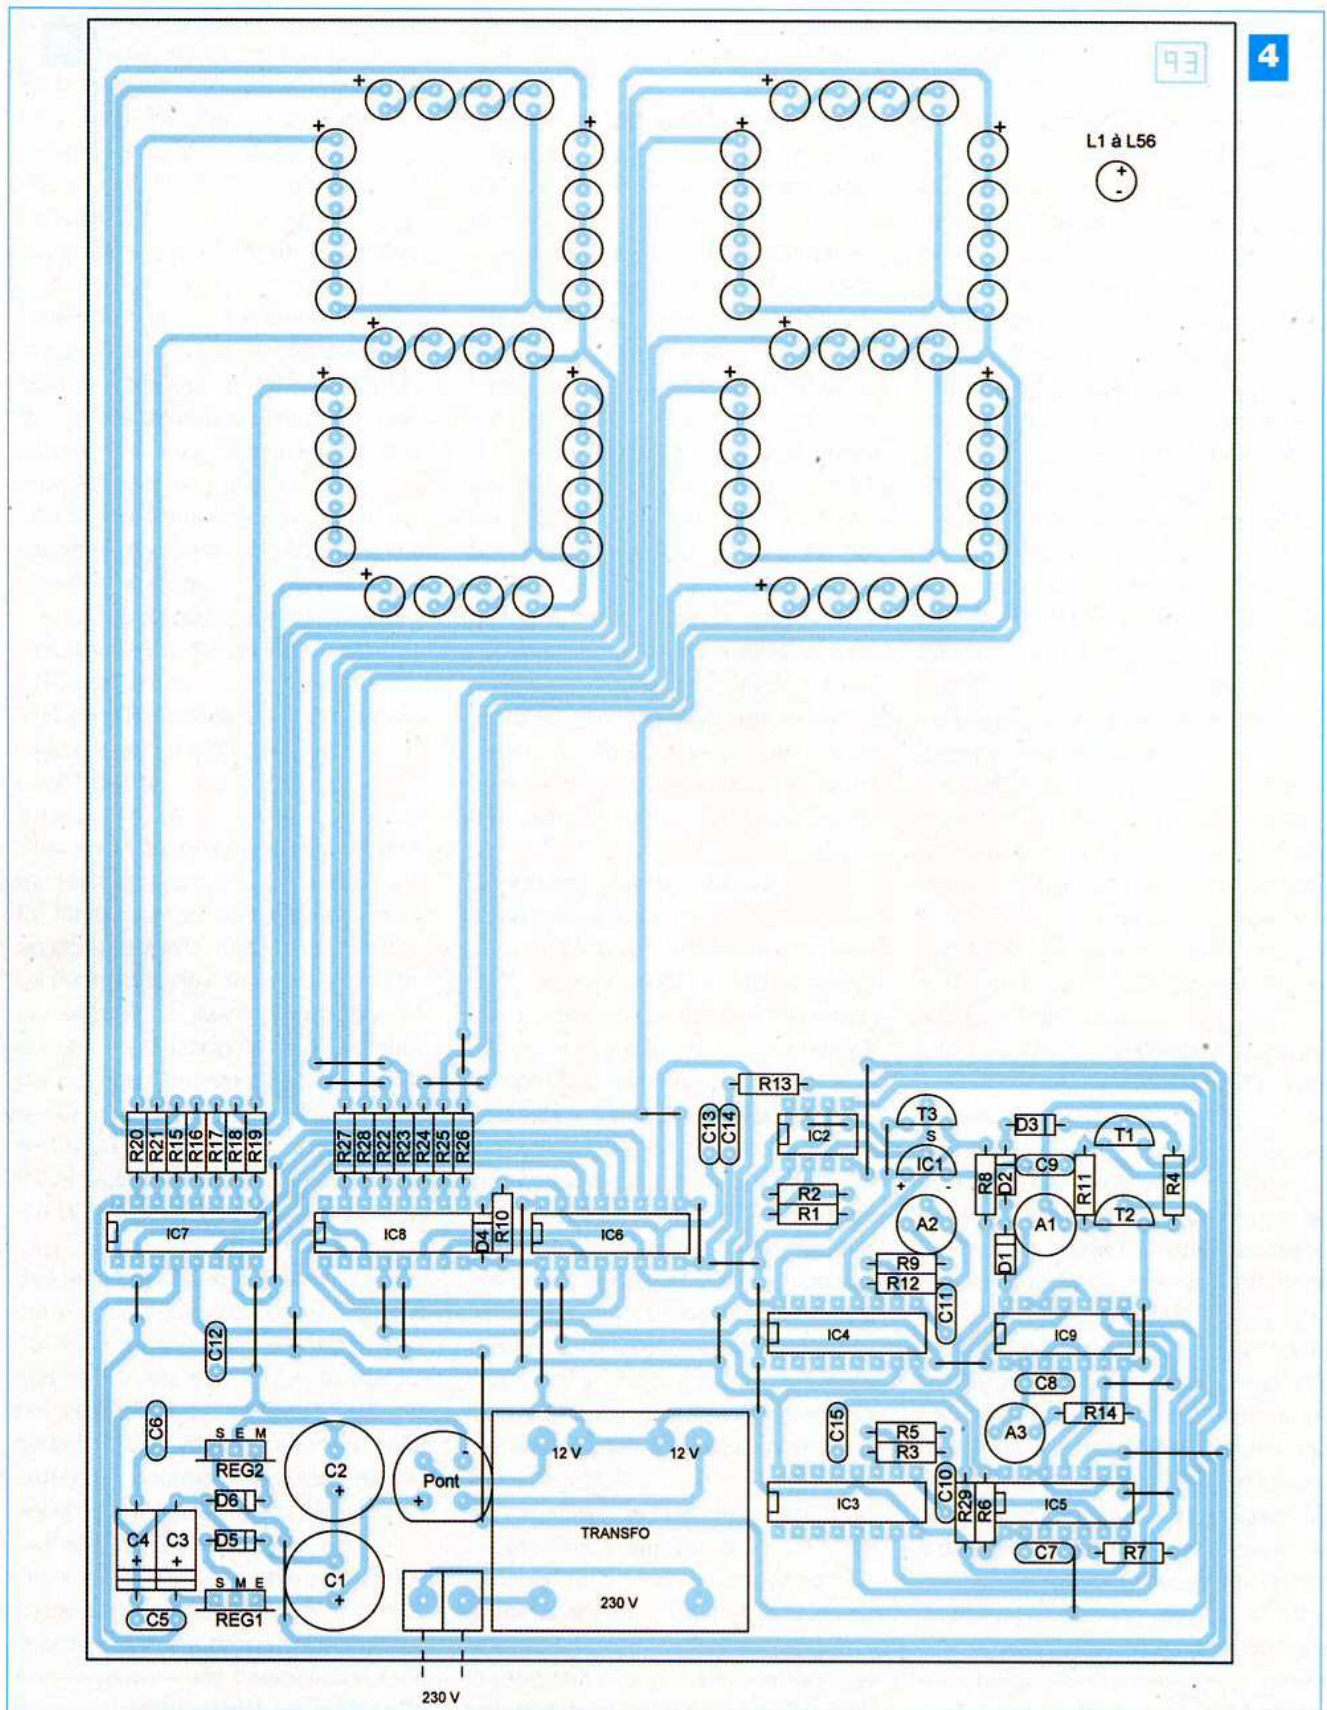 4
93
L1 à L56
+
-
+ +
+ + + +
+ +
+ + + +
+ +
R13
R20 R21 R15 R16 R17 R18 R19
R27 R28 R22 R23 R24 R25 R26
C13 C14
IC2
T3
S
IC1
+ -
D3
T1
R8 D2 C9 R11 R4
R2
R1
A2 A1 T2
IC7 IC8 D4 R10 IC6
D1
R9
R12
C11
C12
IC4 IC9
C8
R14
C6
S E M
REG2
C2
+
Pont
-
+
12 V 12 V
C15
R5
R3
A3
C10
D6
D5
C4
+
C3
+
TRANSFO
IC3 R29 R6 IC5
C7 R7
S M E
REG1
C5
C1
+
230 V
230 V